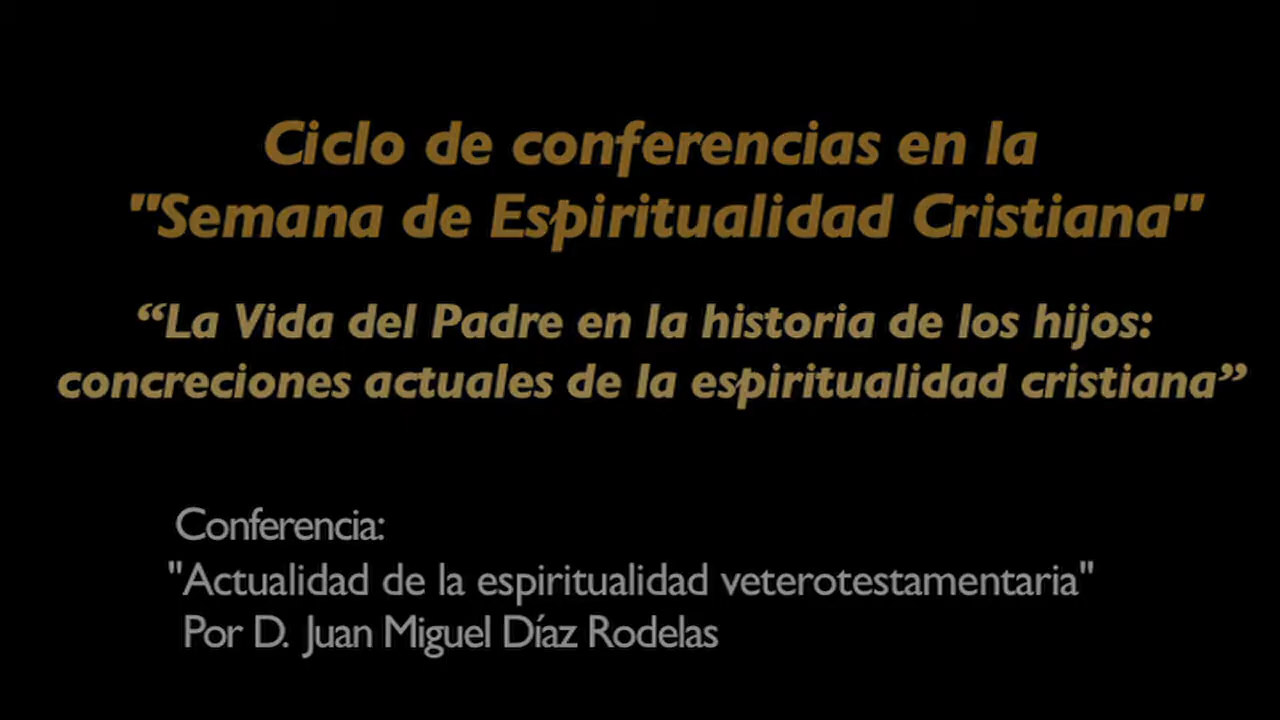 Ciclo de conferencias en la
"Semana de Espiritualidad Cristiana"
“La Vida del Padre en la historia de los hijos:
concreciones actuales de la espiritualidad cristiana”
Conferencia:
"Actualidad de la espiritualidad veterotestamentaria"
Por D. Juan Miguel Díaz Rodelas